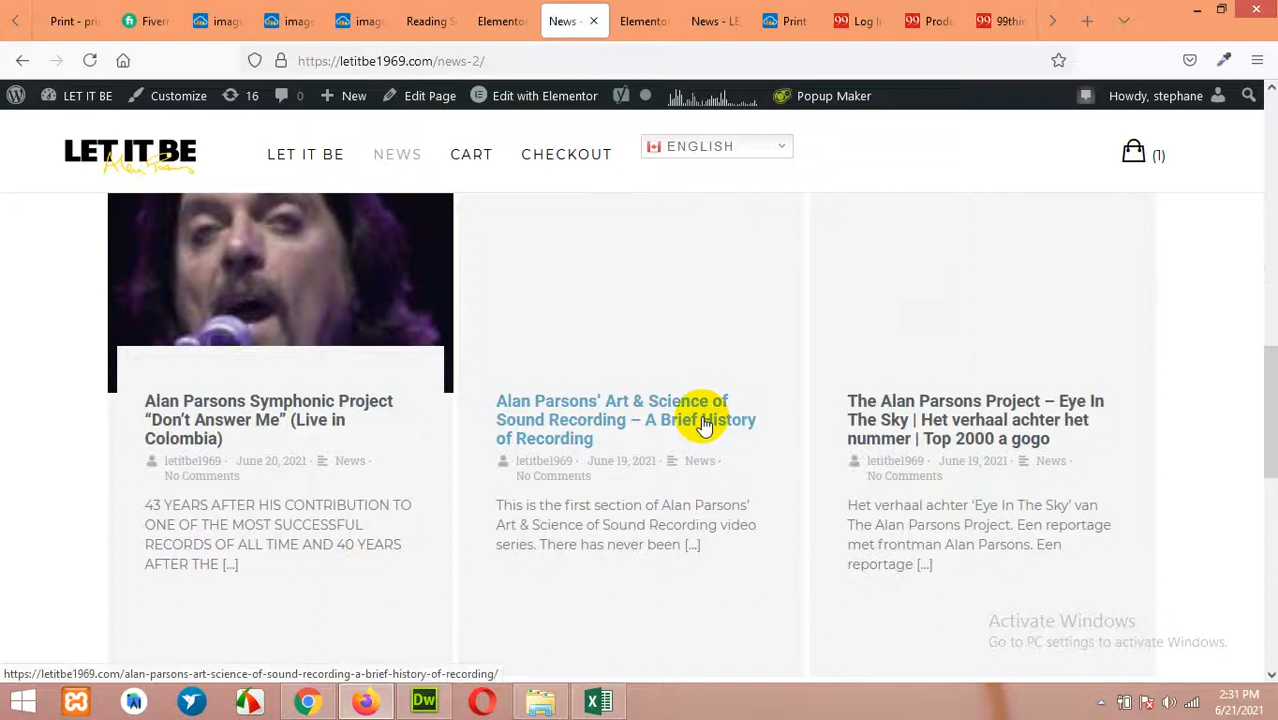 Print - pri
Fiverr
image
image
image
Reading S
Elemento
News -
Elemento
News - LE
Print
Log In
Produ
99thin
https://letitbe1969.com/news-2/
LET IT BE
Customize
16
0
New
Edit Page
Edit with Elementor
Popup Maker
Howdy, stephane
LET IT BE
LET IT BE
NEWS
CART
CHECKOUT
ENGLISH
(1)
Alan Parsons Symphonic Project
“Don’t Answer Me” (Live in
Colombia)
letitbe1969 · June 20, 2021 · News ·
No Comments
43 YEARS AFTER HIS CONTRIBUTION TO
ONE OF THE MOST SUCCESSFUL
RECORDS OF ALL TIME AND 40 YEARS
AFTER THE [...]
Alan Parsons’ Art & Science of
Sound Recording – A Brief History
of Recording
letitbe1969 · June 19, 2021 · News ·
No Comments
This is the first section of Alan Parsons’
Art & Science of Sound Recording video
series. There has never been [...]
The Alan Parsons Project – Eye In
The Sky | Het verhaal achter het
nummer | Top 2000 a gogo
letitbe1969 · June 19, 2021 · News ·
No Comments
Het verhaal achter ‘Eye In The Sky’ van
The Alan Parsons Project. Een reportage
met frontman Alan Parsons. Een
reportage [...]
Activate Windows
Go to PC settings to activate Windows.
https://letitbe1969.com/alan-parsons-art-science-of-sound-recording-a-brief-history-of-recording/
Dw
2:31 PM
6/21/2021